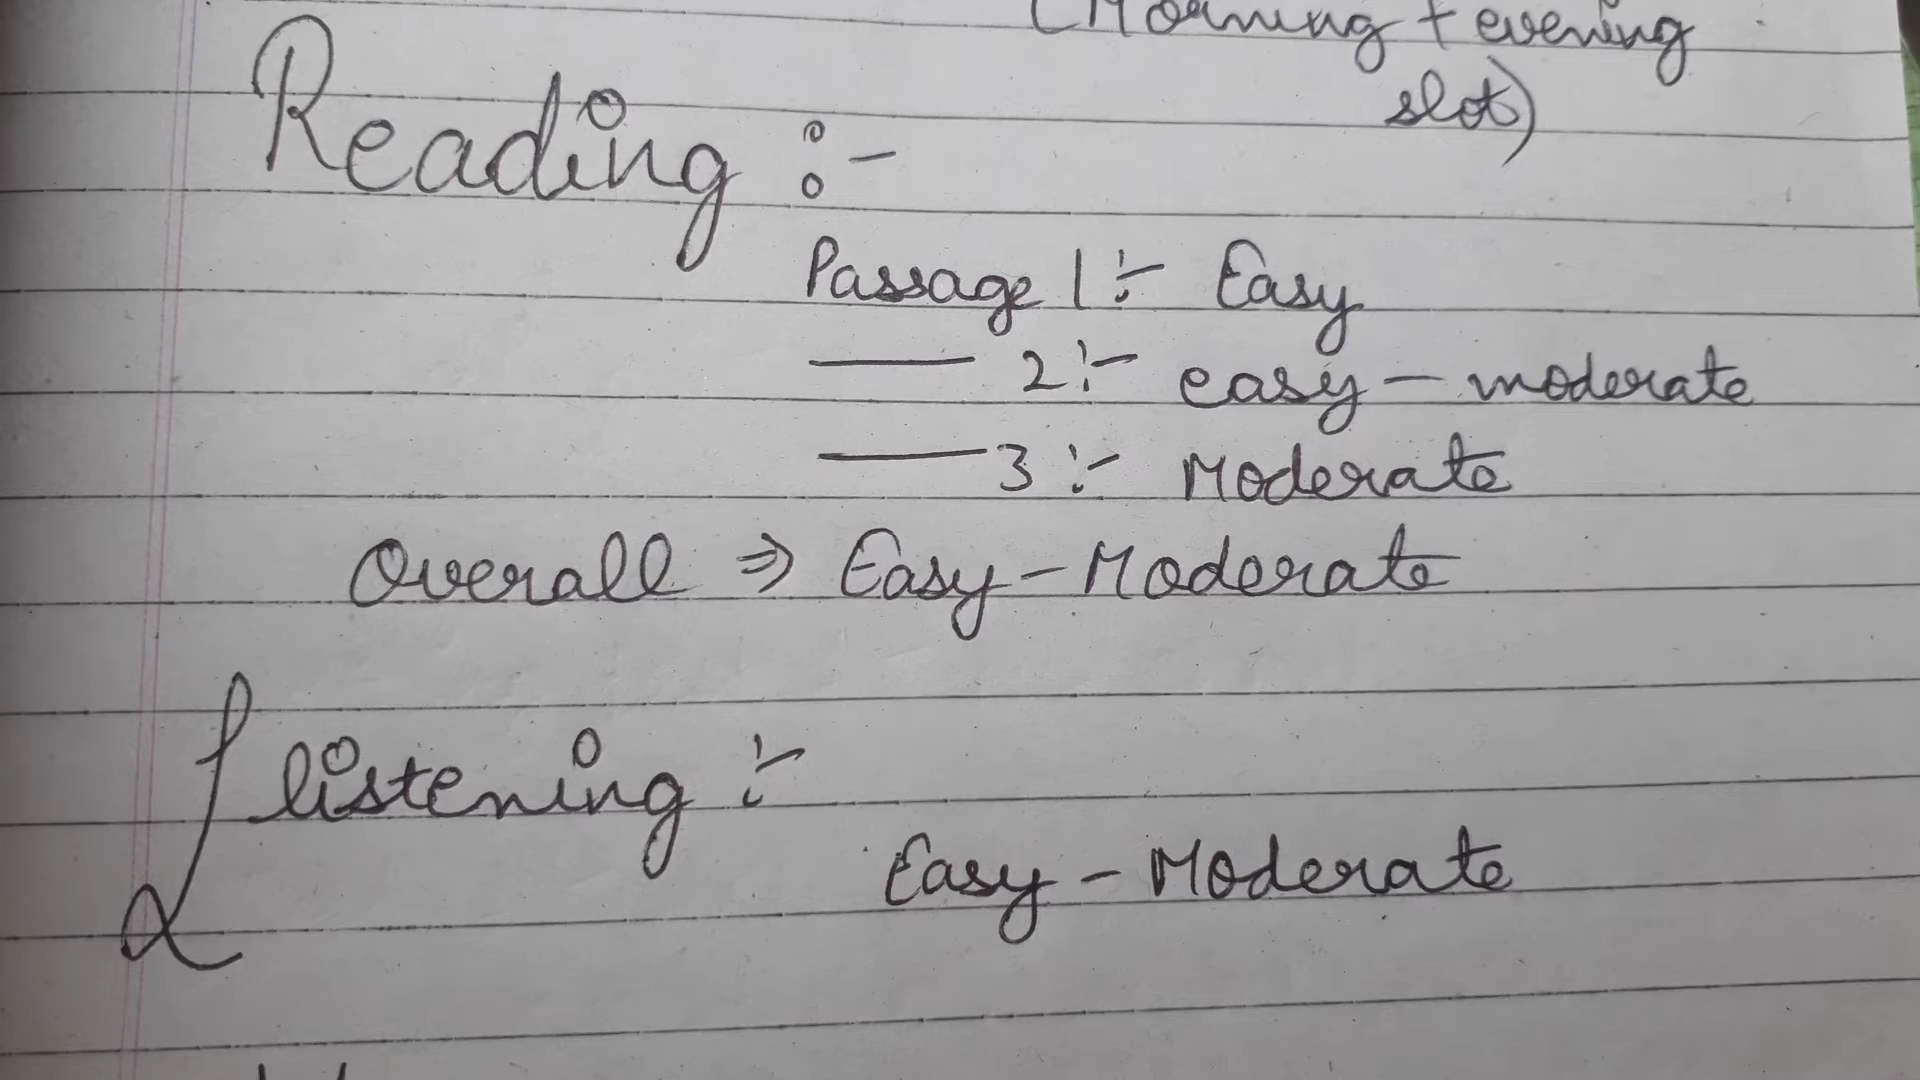 (Morning + evening
slot)
Reading :-
Passage 1 :- Easy
—— 2 :- easy - moderate
—— 3 :- Moderate
Overall ⇒ Easy - Moderate
Listening :-
Easy - Moderate